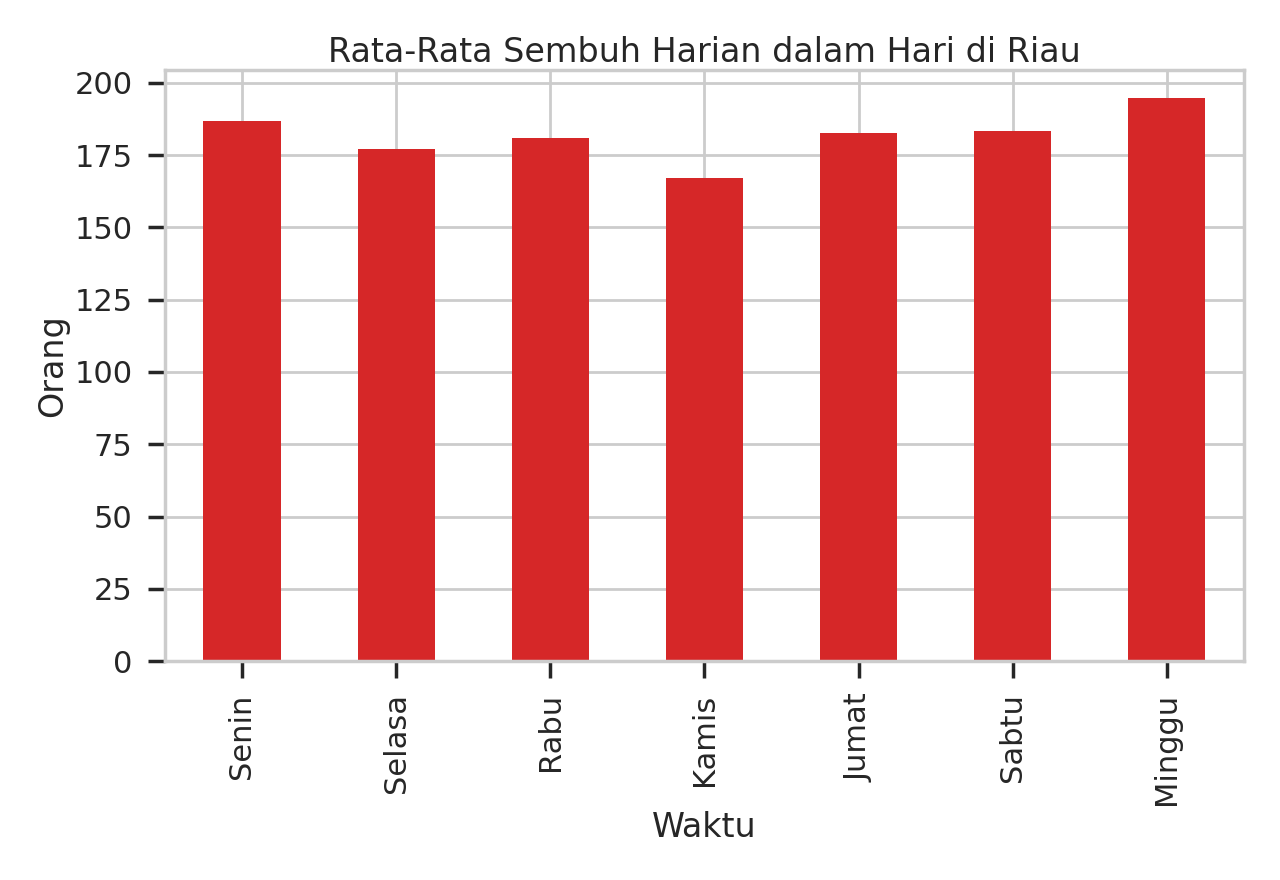 Rata-Rata Sembuh Harian dalam Hari di Riau
200
175
150
125
100
75
50
25
0
Orang
Senin
Selasa
Rabu
Kamis
Jumat
Sabtu
Minggu
Waktu